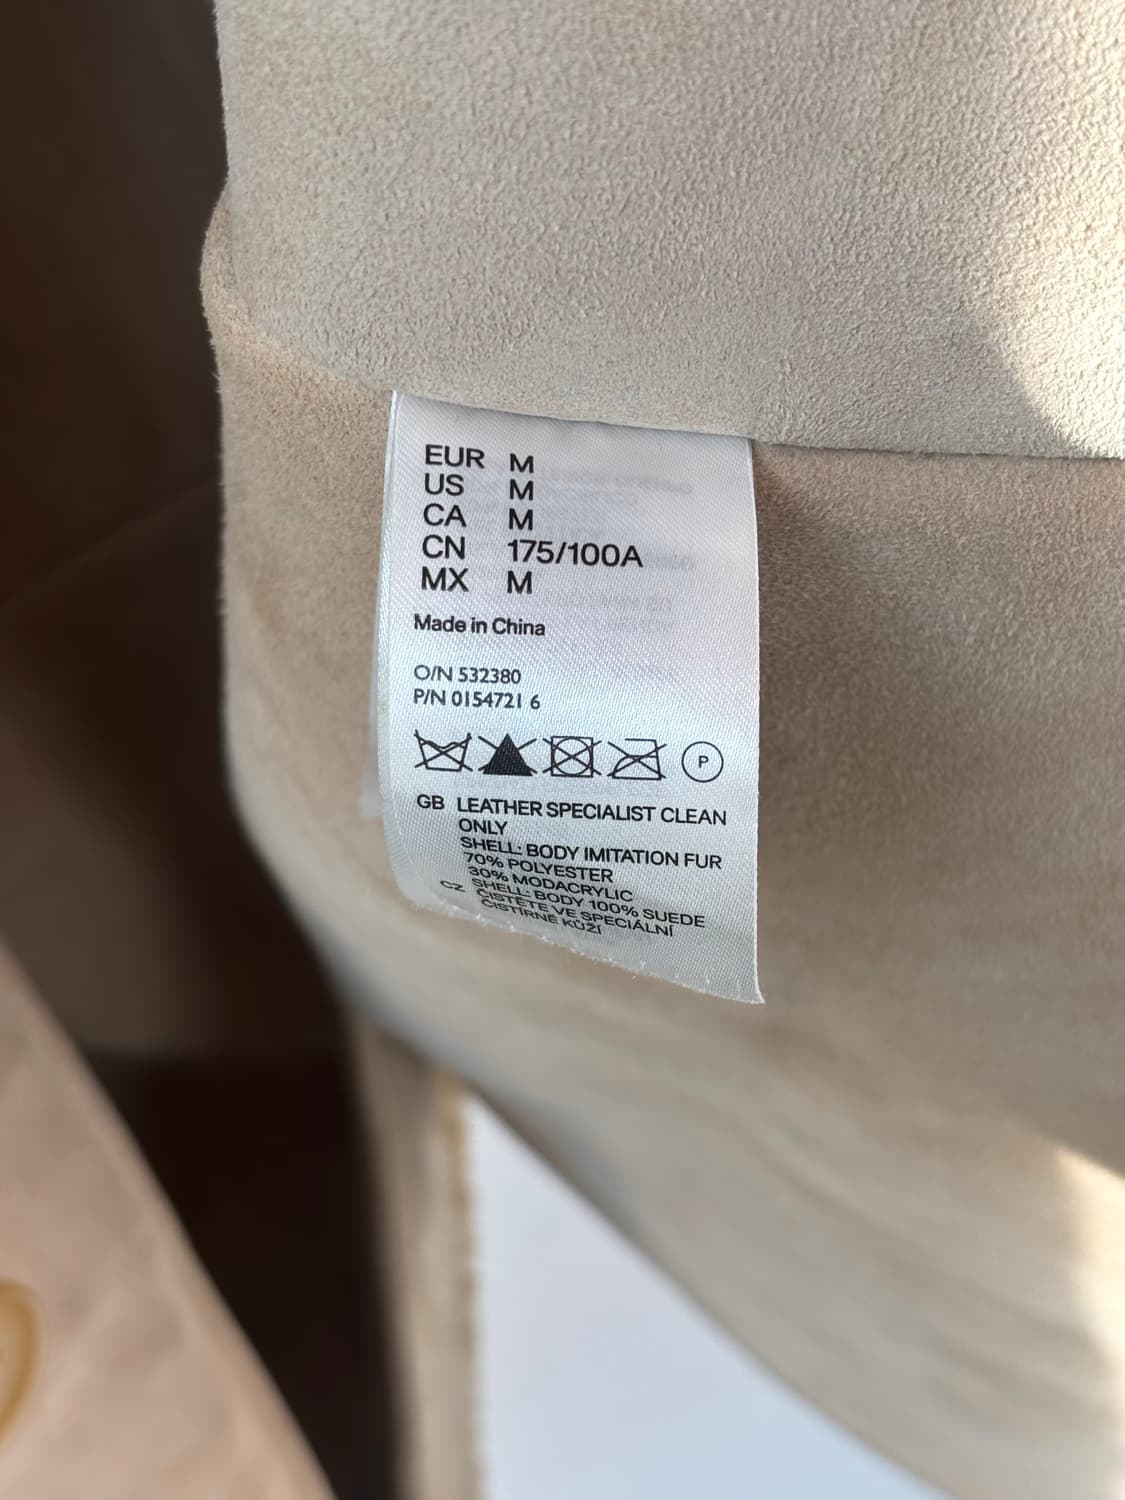 EUR M
US M
CA M
CN 175/100A
MX M
Made in China
O/N 532380
P/N 0154721 6
P
GB LEATHER SPECIALIST CLEAN
ONLY
SHELL: BODY IMITATION FUR
70% POLYESTER
30% MODACRYLIC
SHELL: BODY 100% SUEDE
CZ ČISTĚTE VE SPECIÁLNÍ
ČISTÍRNĚ KŮŽÍ